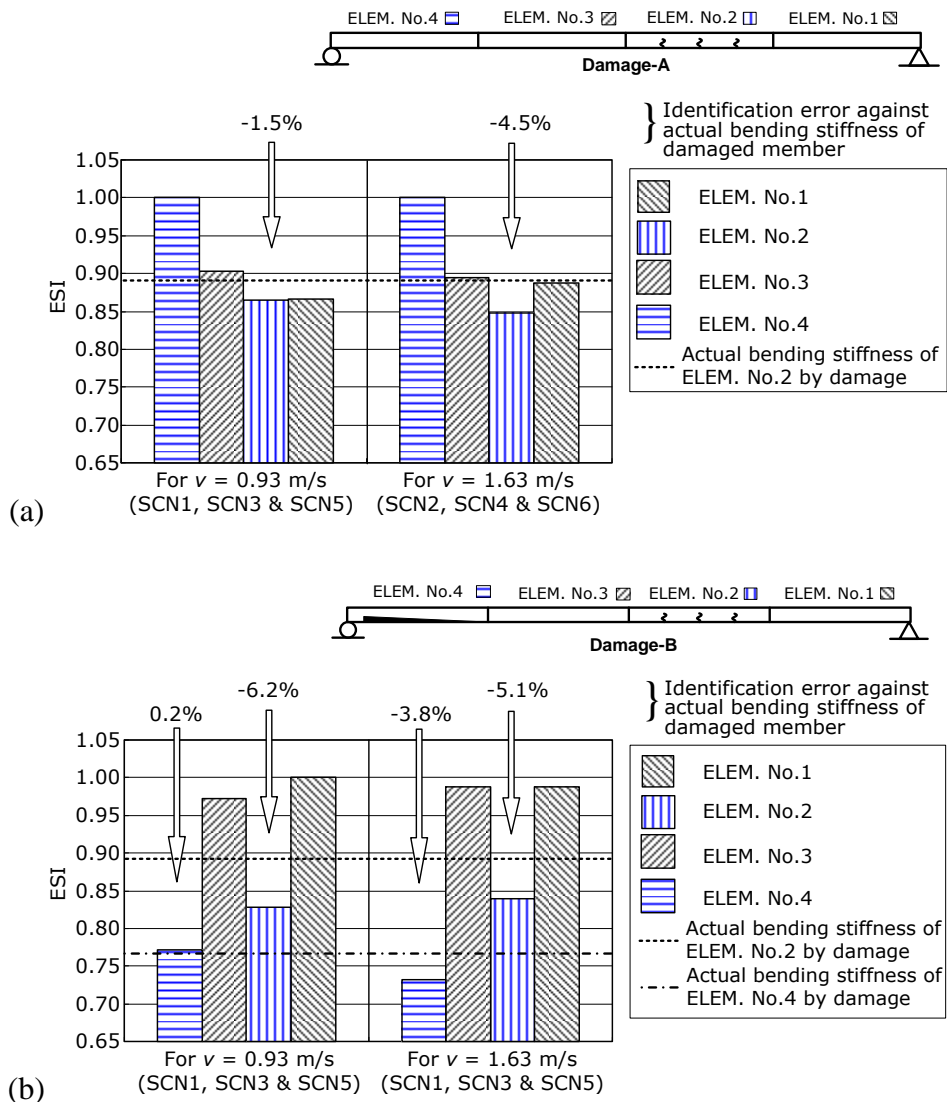 ELEM. No.4 ELEM. No.3 ELEM. No.2 ELEM. No.1
Damage-A
-1.5% -4.5%
} Identification error against
actual bending stiffness of
damaged member
1.05
1.00
0.95
0.90
0.85
0.80
0.75
0.70
0.65
ESI
ELEM. No.1
ELEM. No.2
ELEM. No.3
ELEM. No.4
Actual bending stiffness of
ELEM. No.2 by damage
For v = 0.93 m/s For v = 1.63 m/s
(SCN1, SCN3 & SCN5) (SCN2, SCN4 & SCN6)
(a)
ELEM. No.4 ELEM. No.3 ELEM. No.2 ELEM. No.1
Damage-B
0.2% -6.2% -3.8% -5.1%
} Identification error against
actual bending stiffness of
damaged member
1.05
1.00
0.95
0.90
0.85
0.80
0.75
0.70
0.65
ESI
ELEM. No.1
ELEM. No.2
ELEM. No.3
ELEM. No.4
Actual bending stiffness of
ELEM. No.2 by damage
Actual bending stiffness of
ELEM. No.4 by damage
For v = 0.93 m/s For v = 1.63 m/s
(SCN1, SCN3 & SCN5) (SCN1, SCN3 & SCN5)
(b)